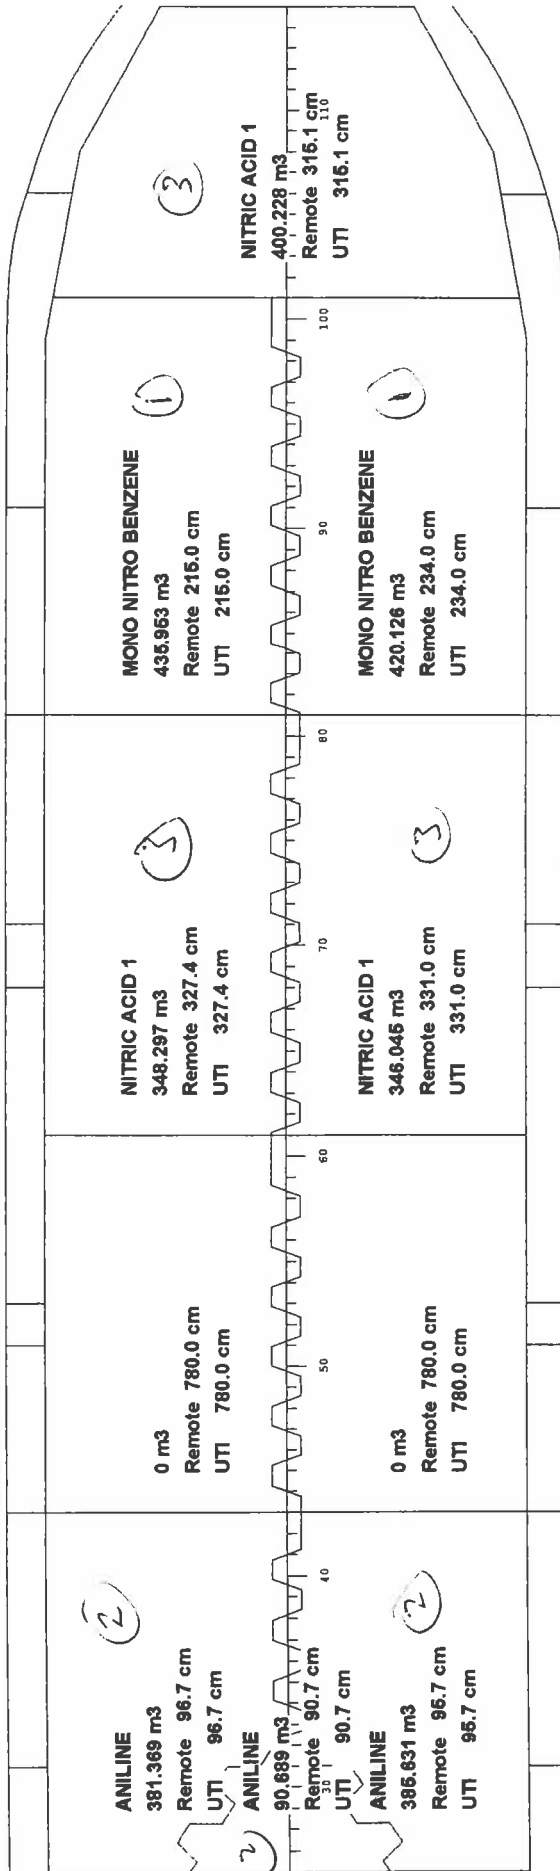 ANILINE
381.369 m3
Remote 96.7 cm
UTI 96.7 cm
2
ANILINE
90.689 m3
Remote 90.7 cm
UTI 90.7 cm
2
ANILINE
385.631 m3
Remote 95.7 cm
UTI 95.7 cm
2
0 m3
Remote 780.0 cm
UTI 780.0 cm
0 m3
Remote 780.0 cm
UTI 780.0 cm
NITRIC ACID 1
348.297 m3
Remote 327.4 cm
UTI 327.4 cm
3
NITRIC ACID 1
346.045 m3
Remote 331.0 cm
UTI 331.0 cm
3
MONO NITRO BENZENE
435.953 m3
Remote 215.0 cm
UTI 215.0 cm
1
MONO NITRO BENZENE
420.126 m3
Remote 234.0 cm
UTI 234.0 cm
1
3
NITRIC ACID 1
400.228 m3
Remote 315.1 cm
UTI 315.1 cm
30 40 50 60 70 80 90 100 110